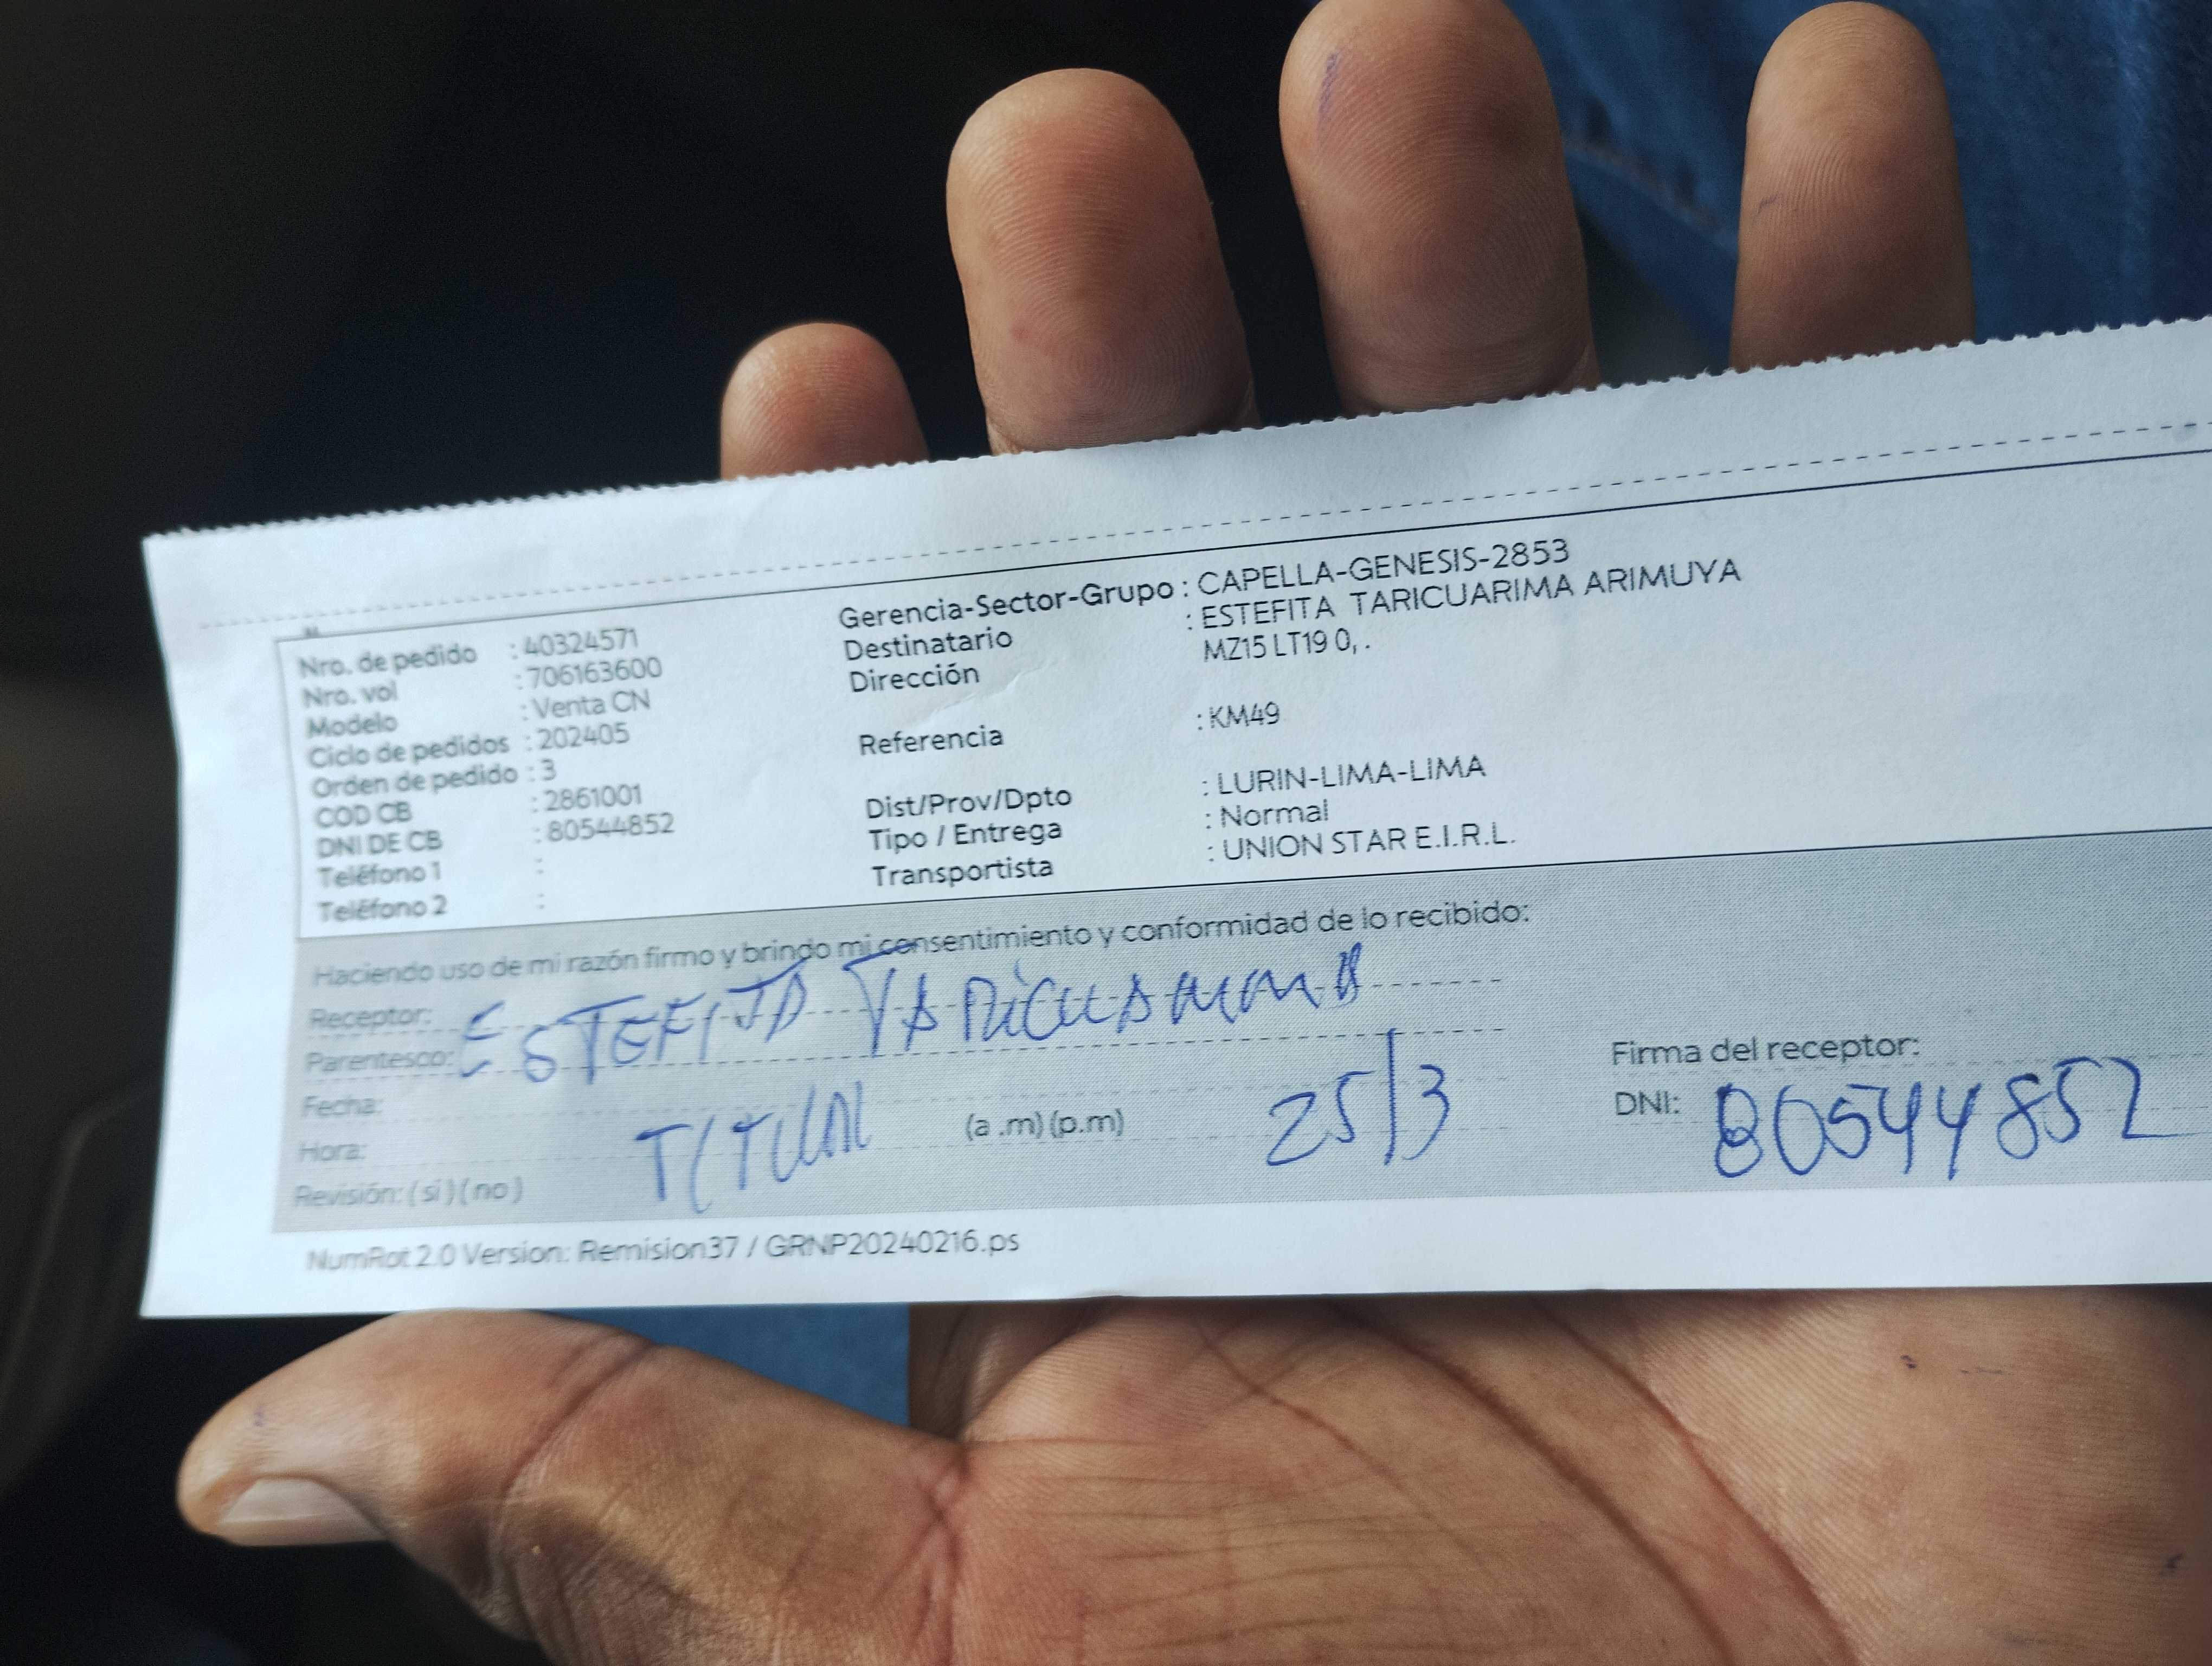 Nro. de pedido : 40324571
Nro. vol : 706163600
Modelo : Venta CN
Ciclo de pedidos : 202405
Orden de pedido : 3
COD CB : 2861001
DNI DE CB : 80544852
Teléfono 1 :
Teléfono 2 :
Gerencia-Sector-Grupo : CAPELLA-GENESIS-2853
Destinatario : ESTEFITA TARICUARIMA ARIMUYA
Dirección MZ15 LT19 0, .
Referencia : KM49
Dist/Prov/Dpto : LURIN-LIMA-LIMA
Tipo / Entrega : Normal
Transportista : UNION STAR E.I.R.L.
Haciendo uso de mi razón firmo y brindo mi consentimiento y conformidad de lo recibido:
Receptor: ESTEFITA
Parentesco:
Fecha:
Hora: TITULAR (a .m) (p.m) 25/3
Revisión: ( si ) ( no )
Firma del receptor:
DNI: 80544852
NumRot 2.0 Version: Remision37 / GRNP20240216.ps